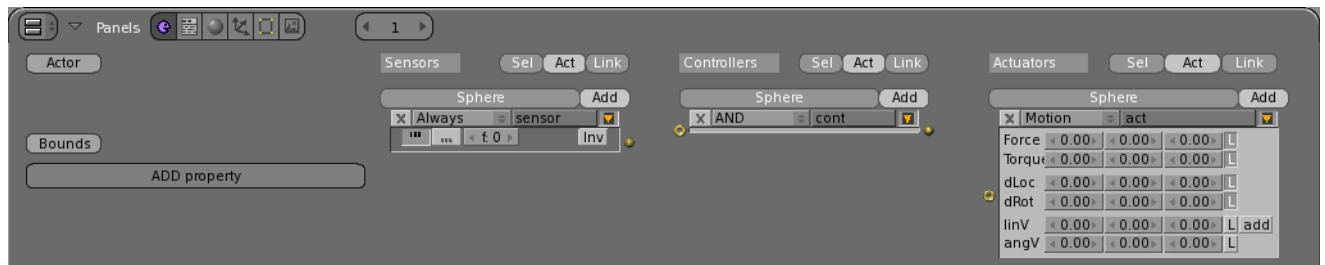 Panels 1
Actor Sensors Sel Act Link Controllers Sel Act Link Actuators Sel Act Link
Sphere Add Sphere Add Sphere Add
X Always sensor X AND cont X Motion act
f: 0 Inv
Bounds
ADD property
Force 0.00 0.00 0.00 L
Torque 0.00 0.00 0.00 L
dLoc 0.00 0.00 0.00 L
dRot 0.00 0.00 0.00 L
linV 0.00 0.00 0.00 L add
angV 0.00 0.00 0.00 L